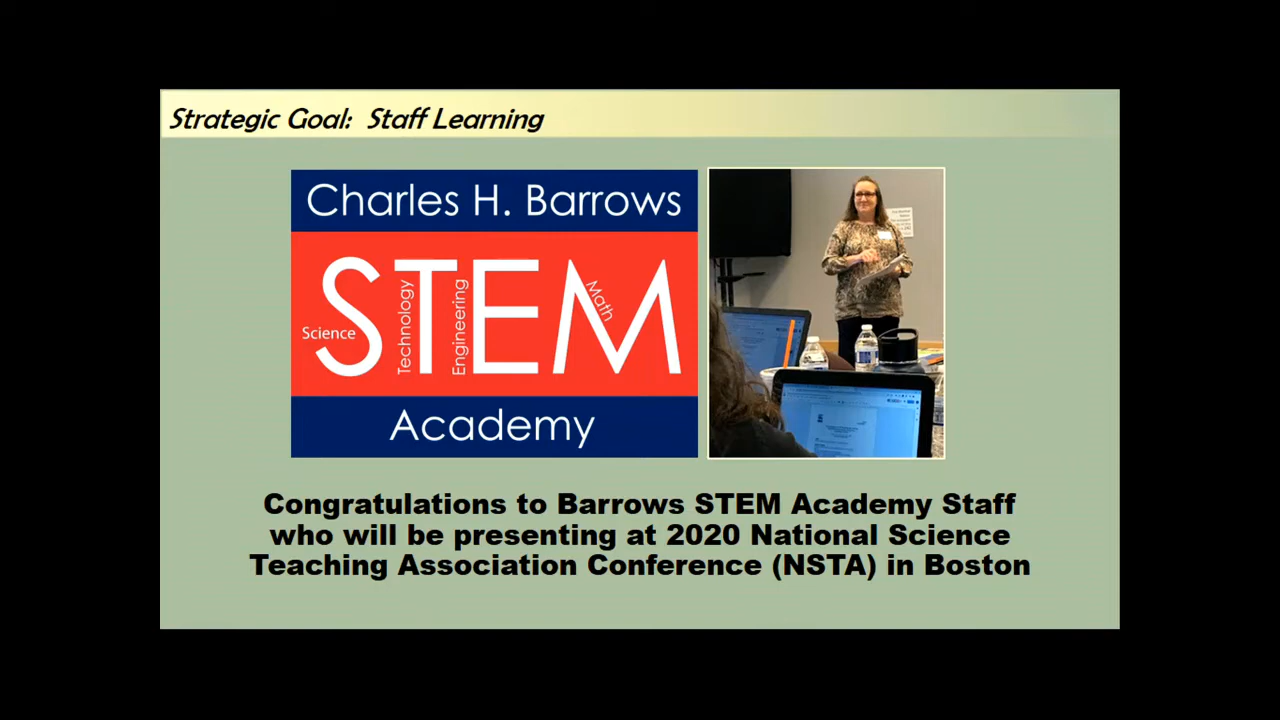 Strategic Goal: Staff Learning
Charles H. Barrows
STEM
Science
Technology
Engineering
Math
Academy
Congratulations to Barrows STEM Academy Staff
who will be presenting at 2020 National Science
Teaching Association Conference (NSTA) in Boston